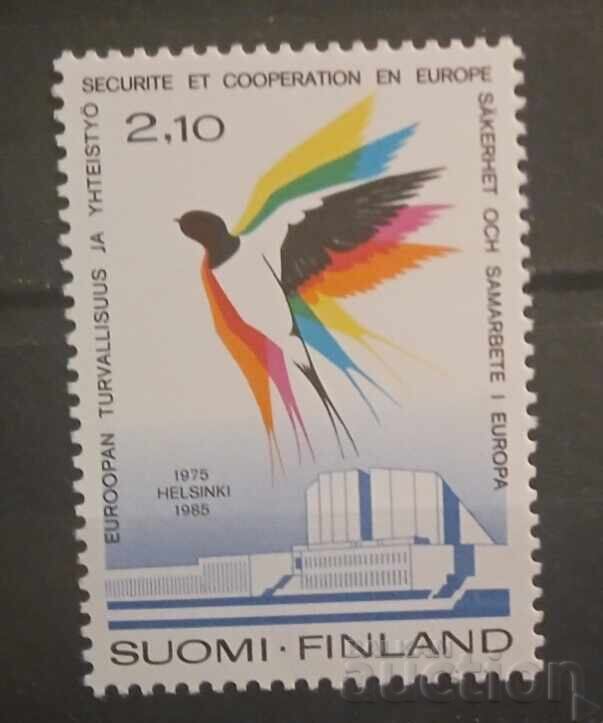 SECURITE ET COOPERATION EN EUROPE
2,10
EUROOPAN TURVALLISUUS JA YHTEISTYÖ
SÄKERHET OCH SAMARBETE I EUROPA
1975
HELSINKI
1985
SUOMI·FINLAND
auction